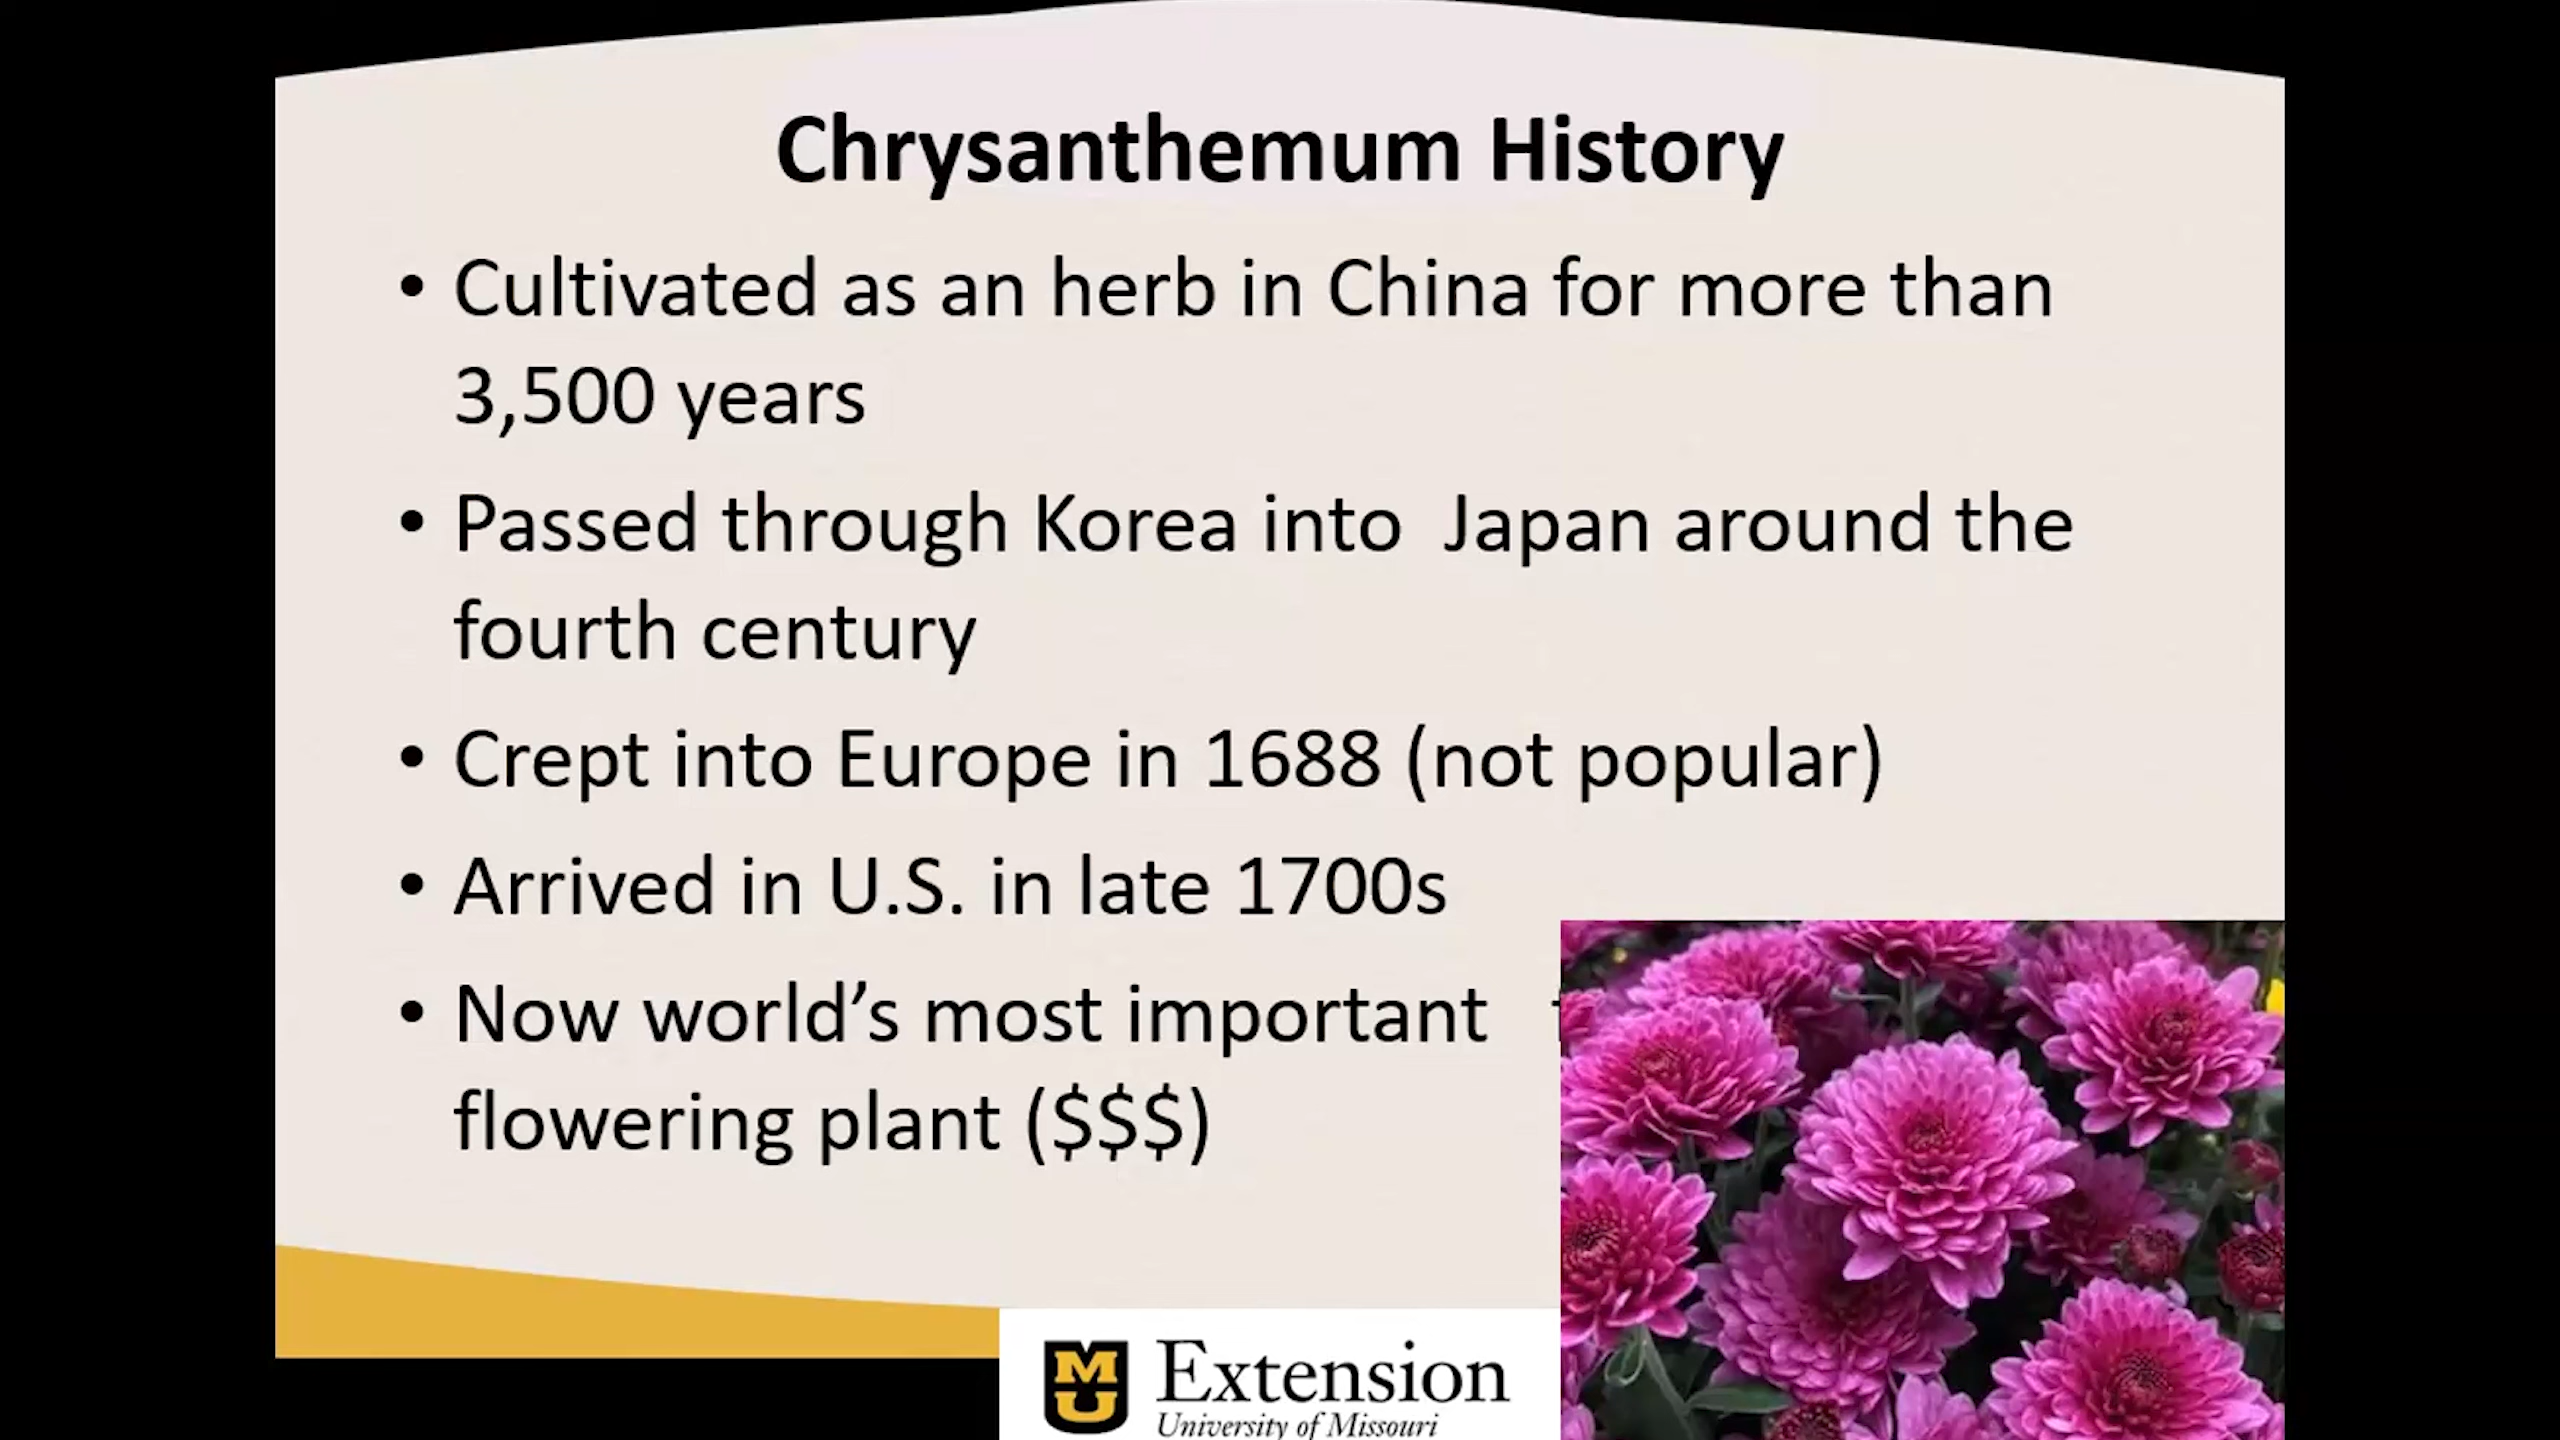 Chrysanthemum History
• Cultivated as an herb in China for more than
3,500 years
• Passed through Korea into  Japan around the
fourth century
• Crept into Europe in 1688 (not popular)
• Arrived in U.S. in late 1700s
• Now world’s most important
flowering plant ($$$)
MU Extension
University of Missouri